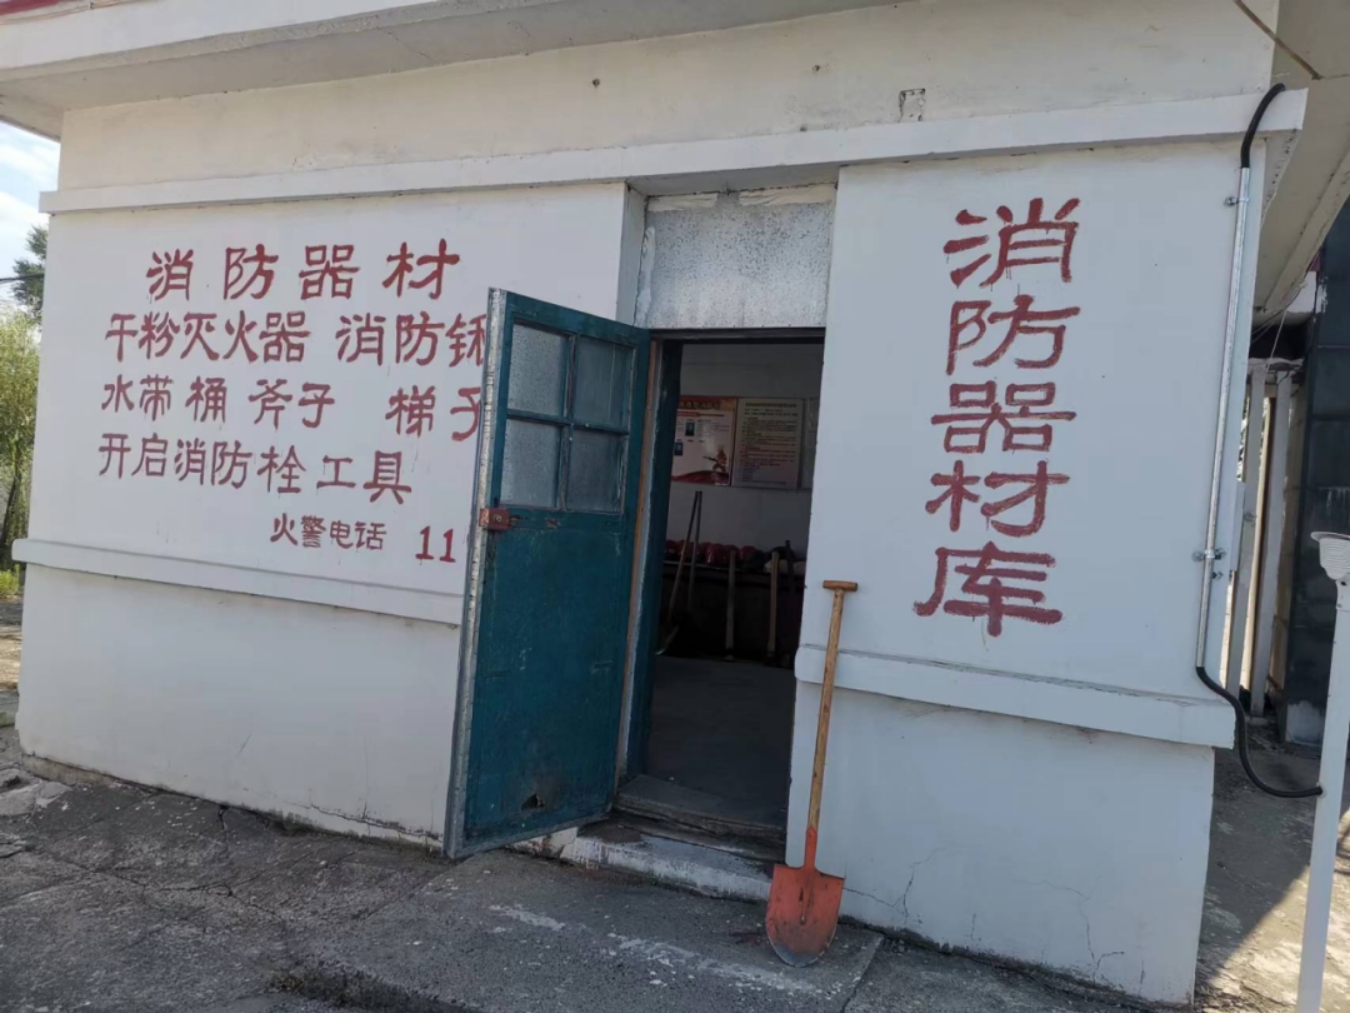 消防器材
干粉灭火器 消防锹
水带 桶 斧子 梯子
开启消防栓工具
火警电话 11
消防器材库